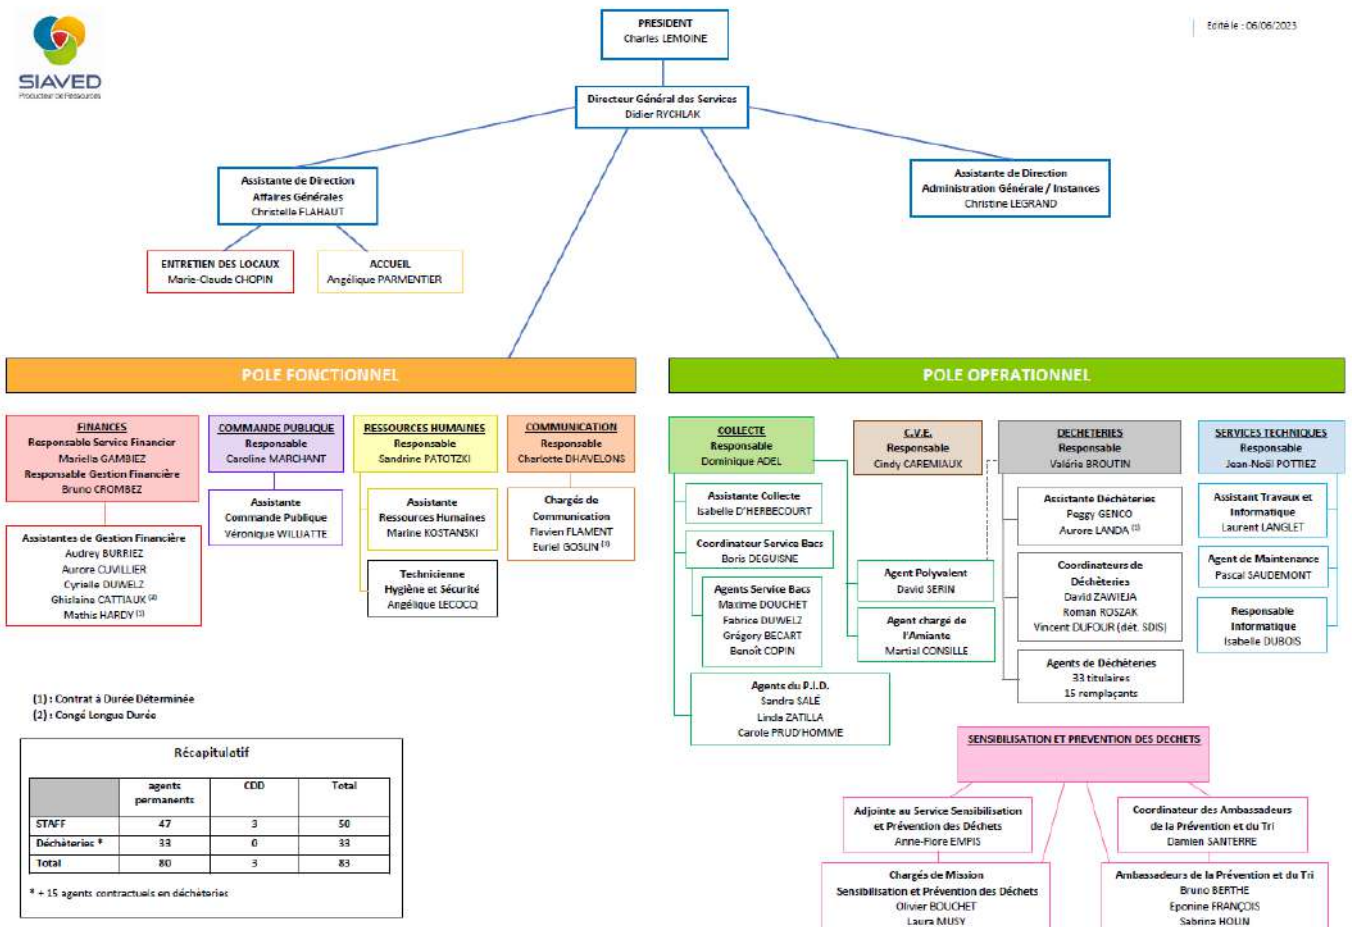 PRESIDENT
Charles LEMOINE
Edité le : 06/06/2023
SIAVED
Producteur de Ressources
Directeur Général des Services
Didier RYCHLAK
Assistante de Direction
Affaires Générales
Christelle FLAHAUT
Assistante de Direction
Administration Générale / Instances
Christine LEGRAND
ENTRETIEN DES LOCAUX
Marie-Claude CHOPIN
ACCUEIL
Angélique PARMENTIER
POLE FONCTIONNEL
POLE OPERATIONNEL
FINANCES
Responsable Service Financier
Mariella GAMBIEZ
Responsable Gestion Financière
Bruno CROMBEZ
Assistantes de Gestion Financière
Audrey BURRIEZ
Aurore CUVILLIER
Cyrielle DUWELZ
Ghislaine CATTIAUX (2)
Mathis HARDY (1)
COMMANDE PUBLIQUE
Responsable
Caroline MARCHANT
Assistante
Commande Publique
Véronique WILLIATTE
RESSOURCES HUMAINES
Responsable
Sandrine PATOTZKI
Assistante
Ressources Humaines
Marine KOSTANSKI
Technicienne
Hygiène et Sécurité
Angélique LECOCQ
COMMUNICATION
Responsable
Charlotte DHAVELONS
Chargés de
Communication
Flavien FLAMENT
Euriel GOSLIN (1)
COLLECTE
Responsable
Dominique ADEL
Assistante Collecte
Isabelle D'HERBECOURT
Coordinateur Service Bacs
Boris DEGUISNE
Agents Service Bacs
Maxime DOUCHET
Fabrice DUWELZ
Grégory BECART
Benoît COPIN
Agents du P.I.D.
Sandra SALÉ
Linda ZATILLA
Carole PRUD'HOMME
Agent Polyvalent
David SERIN
Agent chargé de
l'Amiante
Martial CONSILLE
C.V.E.
Responsable
Cindy CAREMIAUX
DECHETERIES
Responsable
Valérie BROUTIN
Assistante Déchèteries
Peggy GENCO
Aurore LANDA (1)
Coordinateurs de
Déchèteries
David ZAWIEJA
Roman ROSZAK
Vincent DUFOUR (dét. SDIS)
Agents de Déchèteries
33 titulaires
15 remplaçants
SERVICES TECHNIQUES
Responsable
Jean-Noël POTTIEZ
Assistant Travaux et
Informatique
Laurent LANGLET
Agent de Maintenance
Pascal SAUDEMONT
Responsable
Informatique
Isabelle DUBOIS
(1) : Contrat à Durée Déterminée
(2) : Congé Longue Durée
Récapitulatif
agents permanents CDD Total
STAFF 47 3 50
Déchèteries * 33 0 33
Total 80 3 83
* + 15 agents contractuels en déchèteries
SENSIBILISATION ET PREVENTION DES DECHETS
Adjointe au Service Sensibilisation
et Prévention des Déchets
Anne-Flore EMPIS
Coordinateur des Ambassadeurs
de la Prévention et du Tri
Damien SANTERRE
Chargés de Mission
Sensibilisation et Prévention des Déchets
Olivier BOUCHET
Laura MUSY
Ambassadeurs de la Prévention et du Tri
Bruno BERTHE
Eponine FRANÇOIS
Sabrina HOLIN